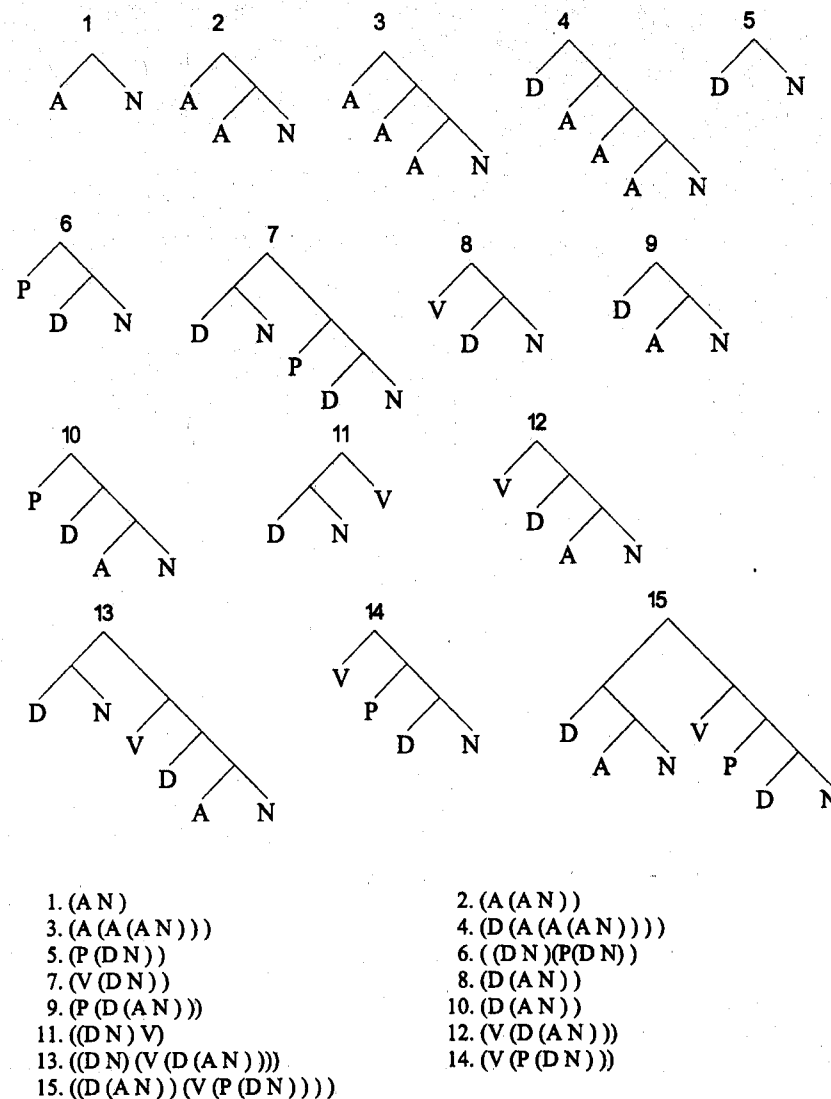 1 2 3 4 5
A N A A N A A A N D A A A N D N
6 7 8 9
P D N D N P D N V D N D A N
10 11 12
P D A N D N V V D A N
13 14 15
D N V D A N V P D N D A N V P D N
1. (A N ) 2. (A (A N ) )
3. (A (A (A N ) ) ) 4. (D (A (A (A N ) ) ) )
5. (P (D N ) ) 6. ( (D N )(P(D N) )
7. (V (D N ) ) 8. (D (A N ) )
9. (P (D (A N ) )) 10. (D (A N ) )
11. ((D N ) V) 12. (V (D (A N ) ))
13. ((D N) (V (D (A N ) ))) 14. (V (P (D N ) ))
15. ((D (A N ) ) (V (P (D N ) ) ) )